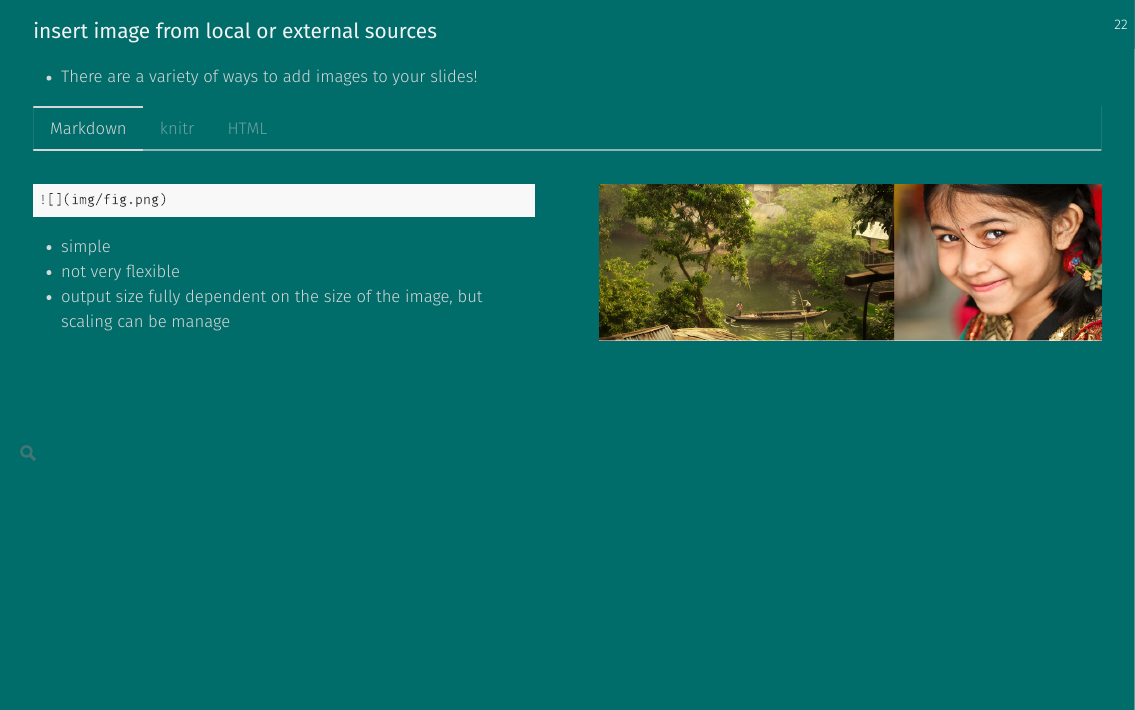 insert image from local or external sources
22
There are a variety of ways to add images to your slides!
Markdown knitr HTML
![](img/fig.png)
simple
not very flexible
output size fully dependent on the size of the image, but
scaling can be manage